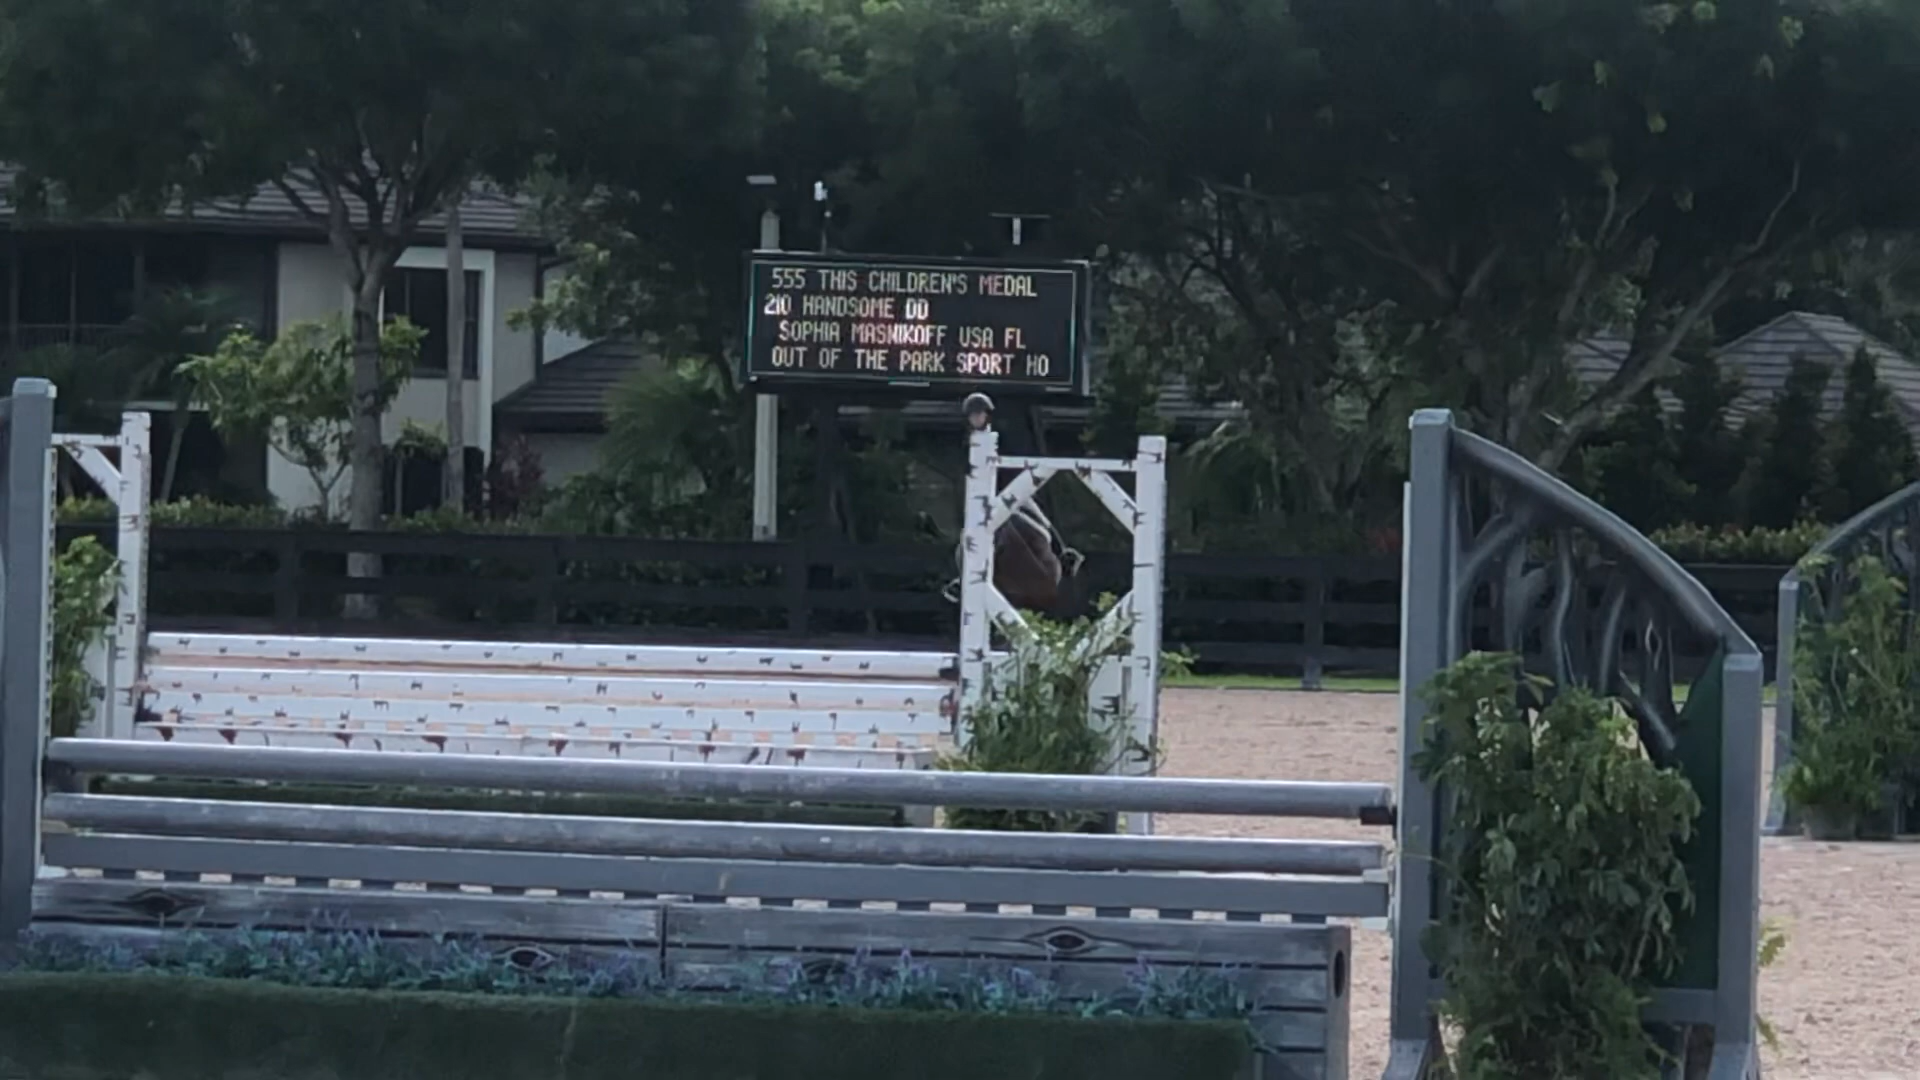 555 THIS CHILDREN'S MEDAL
210 HANDSOME DD
SOPHIA MASNIKOFF USA FL
OUT OF THE PARK SPORT HO